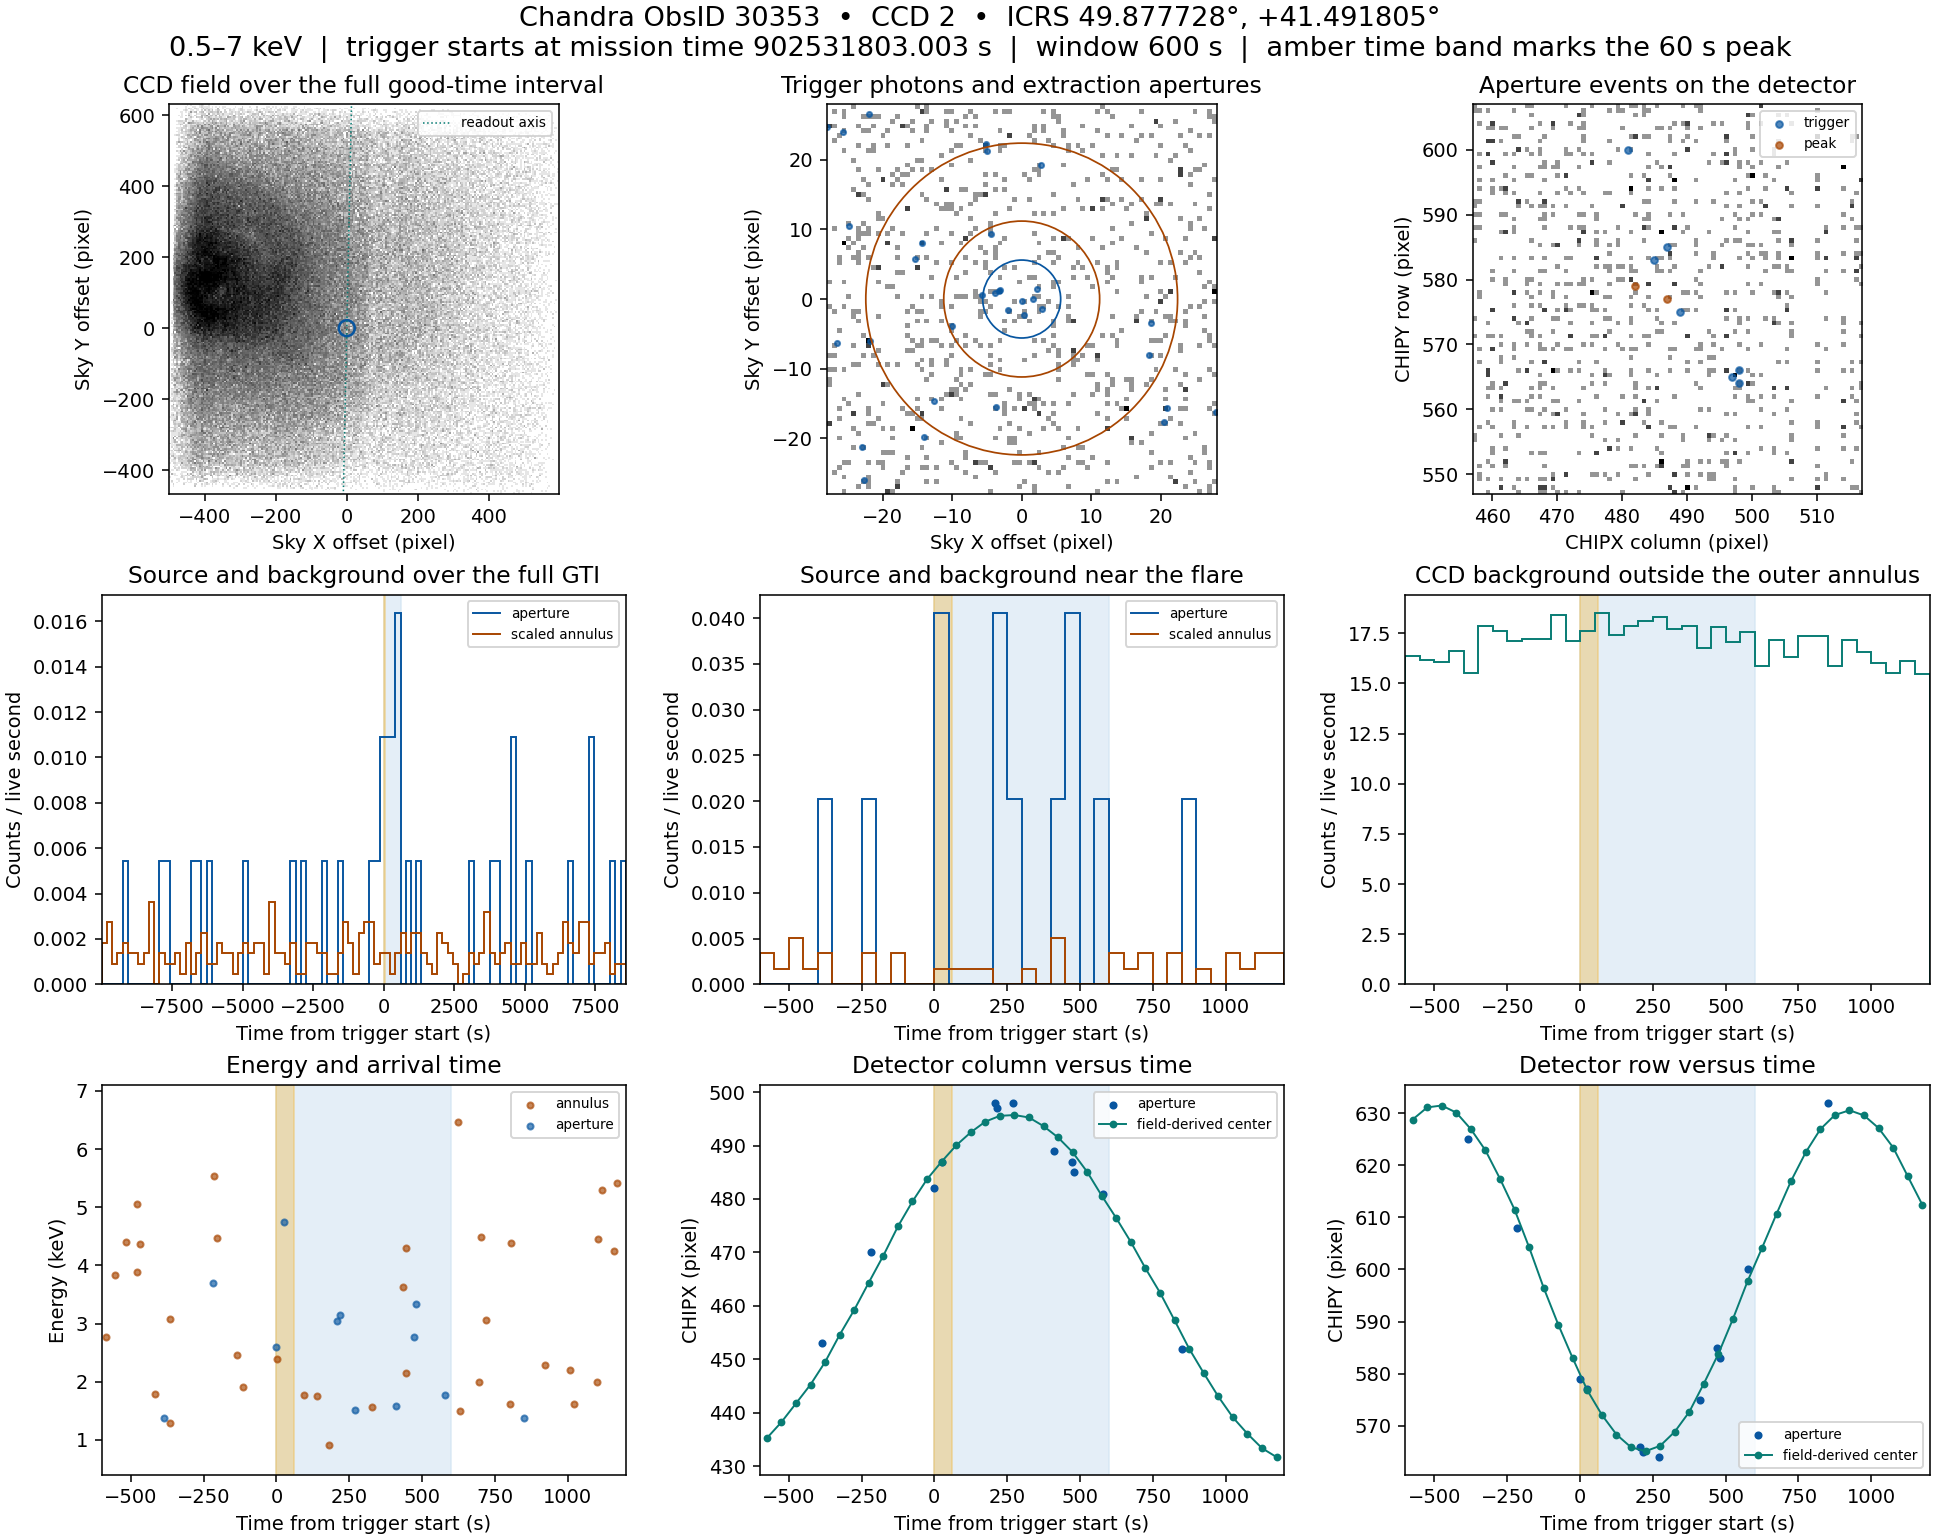 Chandra ObsID 30353 • CCD 2 • ICRS 49.877728°, +41.491805°
0.5–7 keV | trigger starts at mission time 902531803.003 s | window 600 s | amber time band marks the 60 s peak
CCD field over the full good-time interval
Sky Y offset (pixel)
600
400
200
0
−200
−400
readout axis
−400 −200 0 200 400
Sky X offset (pixel)
Trigger photons and extraction apertures
Sky Y offset (pixel)
20
10
0
−10
−20
−20 −10 0 10 20
Sky X offset (pixel)
Aperture events on the detector
CHIPY row (pixel)
600
590
580
570
560
550
trigger
peak
460 470 480 490 500 510
CHIPX column (pixel)
Source and background over the full GTI
Counts / live second
0.016
0.014
0.012
0.010
0.008
0.006
0.004
0.002
0.000
aperture
scaled annulus
−7500 −5000 −2500 0 2500 5000 7500
Time from trigger start (s)
Source and background near the flare
Counts / live second
0.040
0.035
0.030
0.025
0.020
0.015
0.010
0.005
0.000
aperture
scaled annulus
−500 −250 0 250 500 750 1000
Time from trigger start (s)
CCD background outside the outer annulus
Counts / live second
17.5
15.0
12.5
10.0
7.5
5.0
2.5
0.0
−500 −250 0 250 500 750 1000
Time from trigger start (s)
Energy and arrival time
Energy (keV)
7
6
5
4
3
2
1
annulus
aperture
−500 −250 0 250 500 750 1000
Time from trigger start (s)
Detector column versus time
CHIPX (pixel)
500
490
480
470
460
450
440
430
aperture
field-derived center
−500 −250 0 250 500 750 1000
Time from trigger start (s)
Detector row versus time
CHIPY (pixel)
630
620
610
600
590
580
570
aperture
field-derived center
−500 −250 0 250 500 750 1000
Time from trigger start (s)